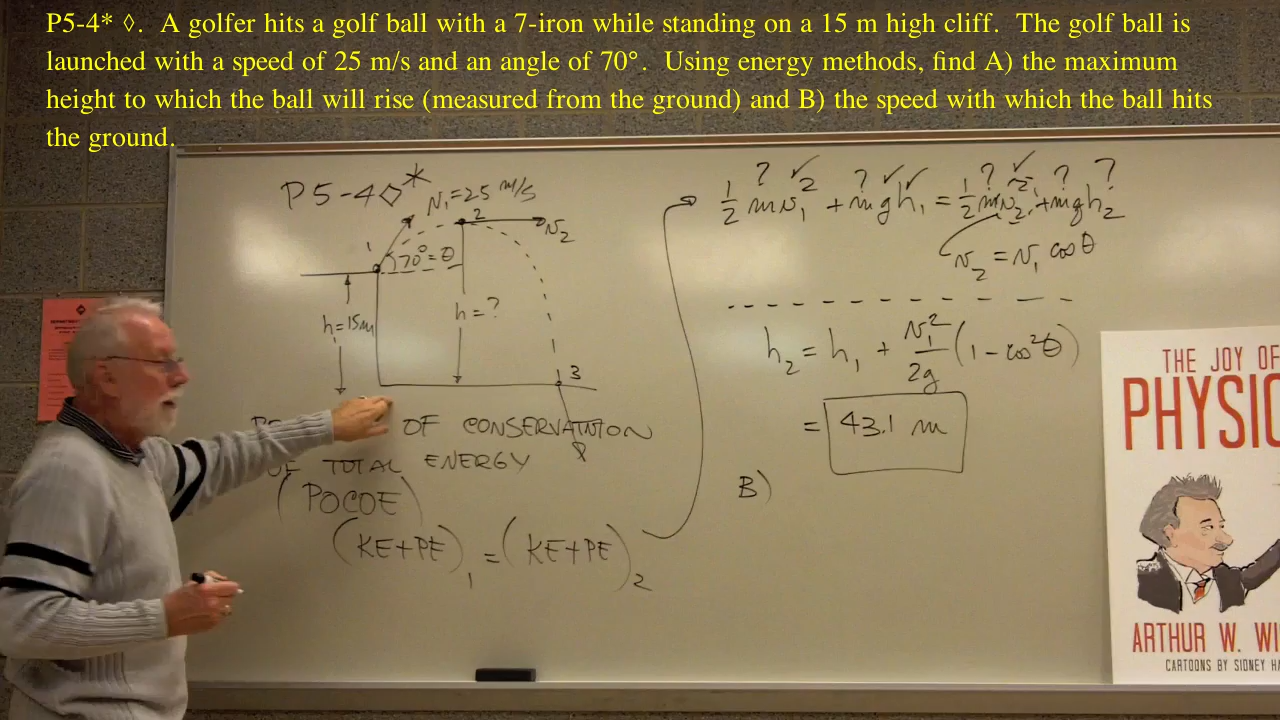 P5-4* ◊. A golfer hits a golf ball with a 7-iron while standing on a 15 m high cliff. The golf ball is
launched with a speed of 25 m/s and an angle of 70°. Using energy methods, find A) the maximum
height to which the ball will rise (measured from the ground) and B) the speed with which the ball hits
the ground.
P5-4◊*
v₁=25 m/s
1
2
v₂
70°=θ
h=15m
h=?
3
OF CONSERVATION
OF TOTAL ENERGY
(POCOE)
(KE+PE)₁ = (KE+PE)₂
? ✓ ? ✓ ✓ ? ✓ ? ?
½mv₁² + mgh₁ = ½mv₂² + mgh₂
v₂ = v₁ cosθ
h₂ = h₁ + v₁²/2g (1 - cos²θ)
= 43.1 m
B)
THE JOY OF
PHYSIC
ARTHUR W. WI
CARTOONS BY SIDNEY HA